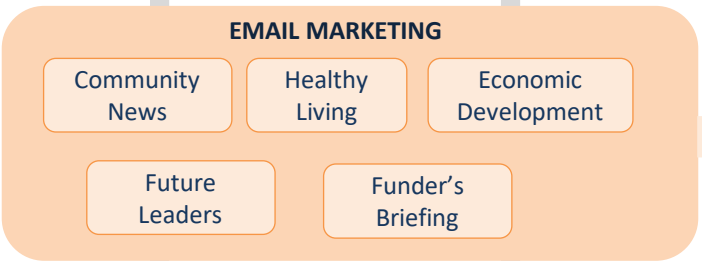 EMAIL MARKETING
Community
News
Healthy
Living
Economic
Development
Future
Leaders
Funder’s
Briefing